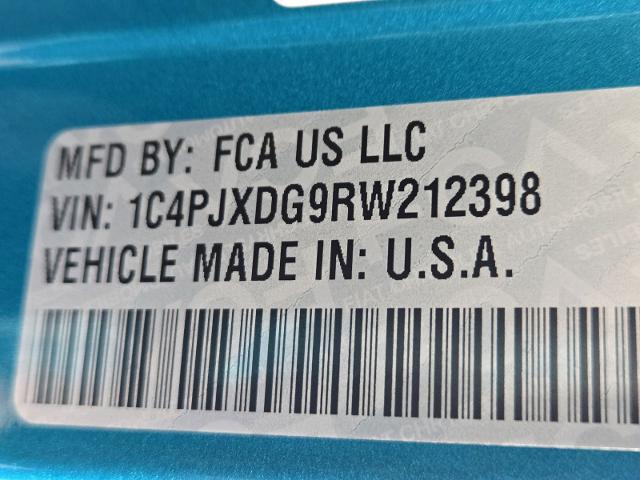 MFD BY: FCA US LLC
VIN: 1C4PJXDG9RW212398
VEHICLE MADE IN: U.S.A.